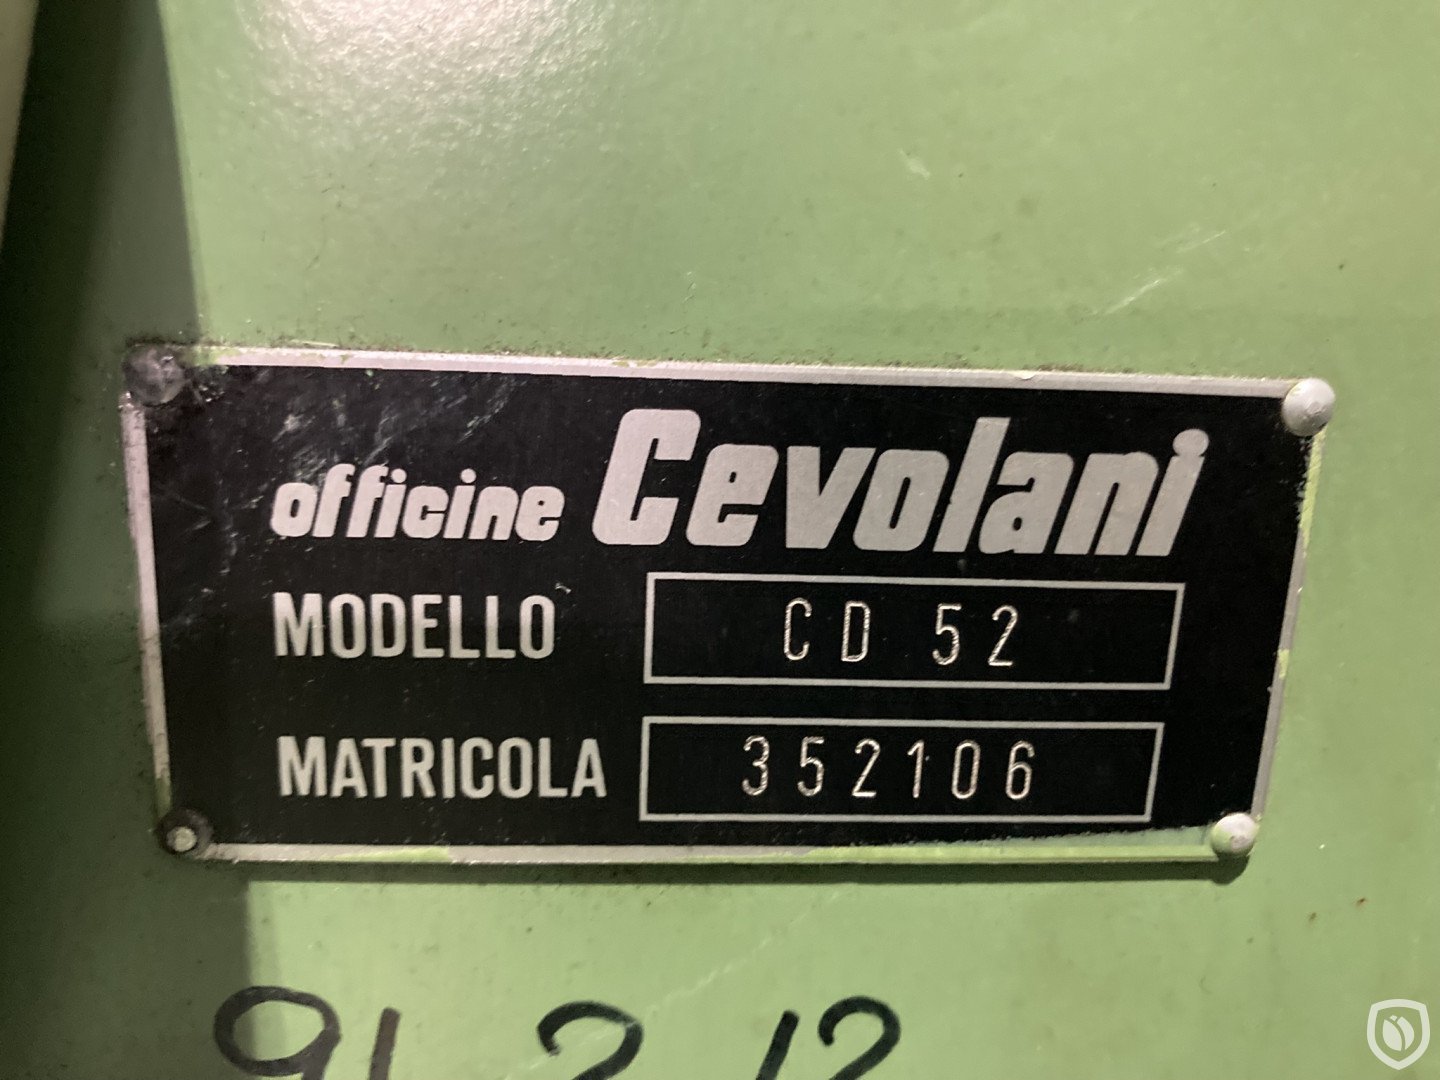 officine Cevolani
MODELLO CD 52
MATRICOLA 352106